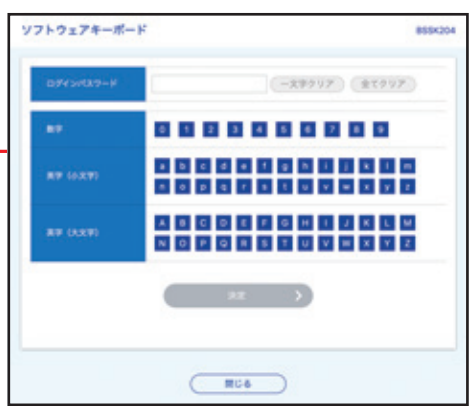 ソフトウェアキーボード
BSSK204
ログインパスワード
一文字クリア 全てクリア
数字
0 1 2 3 4 5 6 7 8 9
英字（小文字）
a b c d e f g h i j k l m
n o p q r s t u v w x y z
英字（大文字）
A B C D E F G H I J K L M
N O P Q R S T U V W X Y Z
決定
閉じる